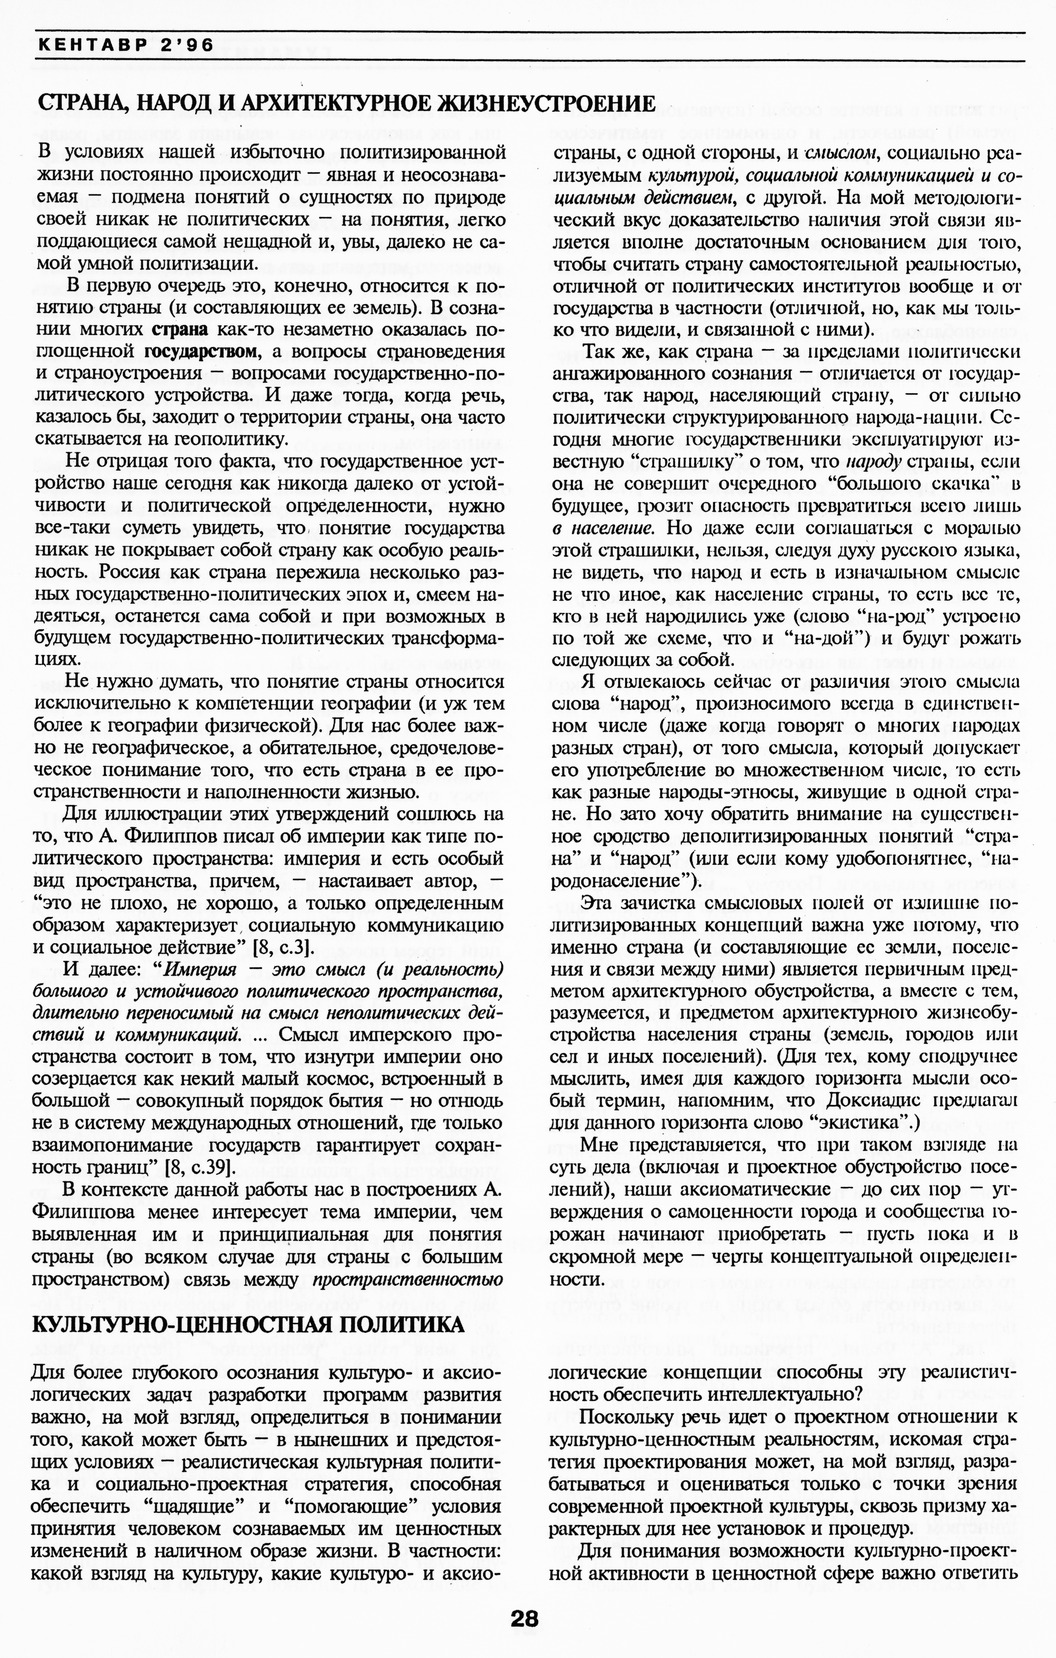 КЕНТАВР 2’96
СТРАНА, НАРОД И АРХИТЕКТУРНОЕ ЖИЗНЕУСТРОЕНИЕ
В условиях нашей избыточно политизированной
жизни постоянно происходит — явная и неосознава-
емая — подмена понятий о сущностях по природе
своей никак не политических — на понятия, легко
поддающиеся самой нещадной и, увы, далеко не са-
мой умной политизации.
В первую очередь это, конечно, относится к по-
нятию страны (и составляющих ее земель). В созна-
нии многих страна как-то незаметно оказалась по-
глощенной государством, а вопросы страноведения
и страноустроения — вопросами государственно-по-
литического устройства. И даже тогда, когда речь,
казалось бы, заходит о территории страны, она часто
скатывается на геополитику.
Не отрицая того факта, что государственное уст-
ройство наше сегодня как никогда далеко от устой-
чивости и политической определенности, нужно
все-таки суметь увидеть, что понятие государства
никак не покрывает собой страну как особую реаль-
ность. Россия как страна пережила несколько раз-
ных государственно-политических эпох и, смеем на-
деяться, останется сама собой и при возможных в
будущем государственно-политических трансформа-
циях.
Не нужно думать, что понятие страны относится
исключительно к компетенции географии (и уж тем
более к географии физической). Для нас более важ-
но не географическое, а обитательное, средочелове-
ческое понимание того, что есть страна в ее про-
странственности и наполненности жизнью.
Для иллюстрации этих утверждений сошлюсь на
то, что А. Филиппов писал об империи как типе по-
литического пространства: империя и есть особый
вид пространства, причем, — настаивает автор, —
“это не плохо, не хорошо, а только определенным
образом характеризует социальную коммуникацию
и социальное действие” [8, с.3].
И далее: “Империя — это смысл (и реальность)
большого и устойчивого политического пространства,
длительно переносимый на смысл неполитических дей-
ствий и коммуникаций. ... Смысл имперского про-
странства состоит в том, что изнутри империи оно
созерцается как некий малый космос, встроенный в
большой — совокупный порядок бытия — но отнюдь
не в систему международных отношений, где только
взаимопонимание государств гарантирует сохран-
ность границ” [8, с.39].
В контексте данной работы нас в построениях А.
Филиппова менее интересует тема империи, чем
выявленная им и принципиальная для понятия
страны (во всяком случае для страны с большим
пространством) связь между пространственностью
страны, с одной стороны, и смыслом, социально реа-
лизуемым культурой, социальной коммуникацией и со-
циальным действием, с другой. На мой методологи-
ческий вкус доказательство наличия этой связи яв-
ляется вполне достаточным основанием для того,
чтобы считать страну самостоятельной реальностью,
отличной от политических институтов вообще и от
государства в частности (отличной, но, как мы толь-
ко что видели, и связанной с ними).
Так же, как страна — за пределами политически
ангажированного сознания — отличается от государ-
ства, так народ, населяющий страну, — от сильно
политически структурированного народа-нации. Се-
годня многие государственники эксплуатируют из-
вестную “страшилку” о том, что народу страны, если
она не совершит очередного “большого скачка” в
будущее, грозит опасность превратиться всего лишь
в население. Но даже если соглашаться с моралью
этой страшилки, нельзя, следуя духу русского языка,
не видеть, что народ и есть в изначальном смысле
не что иное, как население страны, то есть все те,
кто в ней народились уже (слово “на-род” устроено
по той же схеме, что и “на-дой”) и будут рожать
следующих за собой.
Я отвлекаюсь сейчас от различия этого смысла
слова “народ”, произносимого всегда в единствен-
ном числе (даже когда говорят о многих народах
разных стран), от того смысла, который допускает
его употребление во множественном числе, то есть
как разные народы-этносы, живущие в одной стра-
не. Но зато хочу обратить внимание на существен-
ное сродство деполитизированных понятий “стра-
на” и “народ” (или если кому удобопонятнее, “на-
родонаселение”).
Эта зачистка смысловых полей от излишне по-
литизированных концепций важна уже потому, что
именно страна (и составляющие ее земли, поселе-
ния и связи между ними) является первичным пред-
метом архитектурного обустройства, а вместе с тем,
разумеется, и предметом архитектурного жизнеобу-
стройства населения страны (земель, городов или
сел и иных поселений). (Для тех, кому сподручнее
мыслить, имея для каждого горизонта мысли осо-
бый термин, напомним, что Доксиадис предлагал
для данного горизонта слово “экистика”.)
Мне представляется, что при таком взгляде на
суть дела (включая и проектное обустройство посе-
лений), наши аксиоматические — до сих пор — ут-
верждения о самоценности города и сообщества го-
рожан начинают приобретать — пусть пока и в
скромной мере — черты концептуальной определен-
ности.
КУЛЬТУРНО-ЦЕННОСТНАЯ ПОЛИТИКА
Для более глубокого осознания культуро- и аксио-
логических задач разработки программ развития
важно, на мой взгляд, определиться в понимании
того, какой может быть — в нынешних и предстоя-
щих условиях — реалистическая культурная полити-
ка и социально-проектная стратегия, способная
обеспечить “щадящие” и “помогающие” условия
принятия человеком сознаваемых им ценностных
изменений в наличном образе жизни. В частности:
какой взгляд на культуру, какие культуро- и аксио-
логические концепции способны эту реалистич-
ность обеспечить интеллектуально?
Поскольку речь идет о проектном отношении к
культурно-ценностным реальностям, искомая стра-
тегия проектирования может, на мой взгляд, разра-
батываться и оцениваться только с точки зрения
современной проектной культуры, сквозь призму ха-
рактерных для нее установок и процедур.
Для понимания возможности культурно-проект-
ной активности в ценностной сфере важно ответить
28